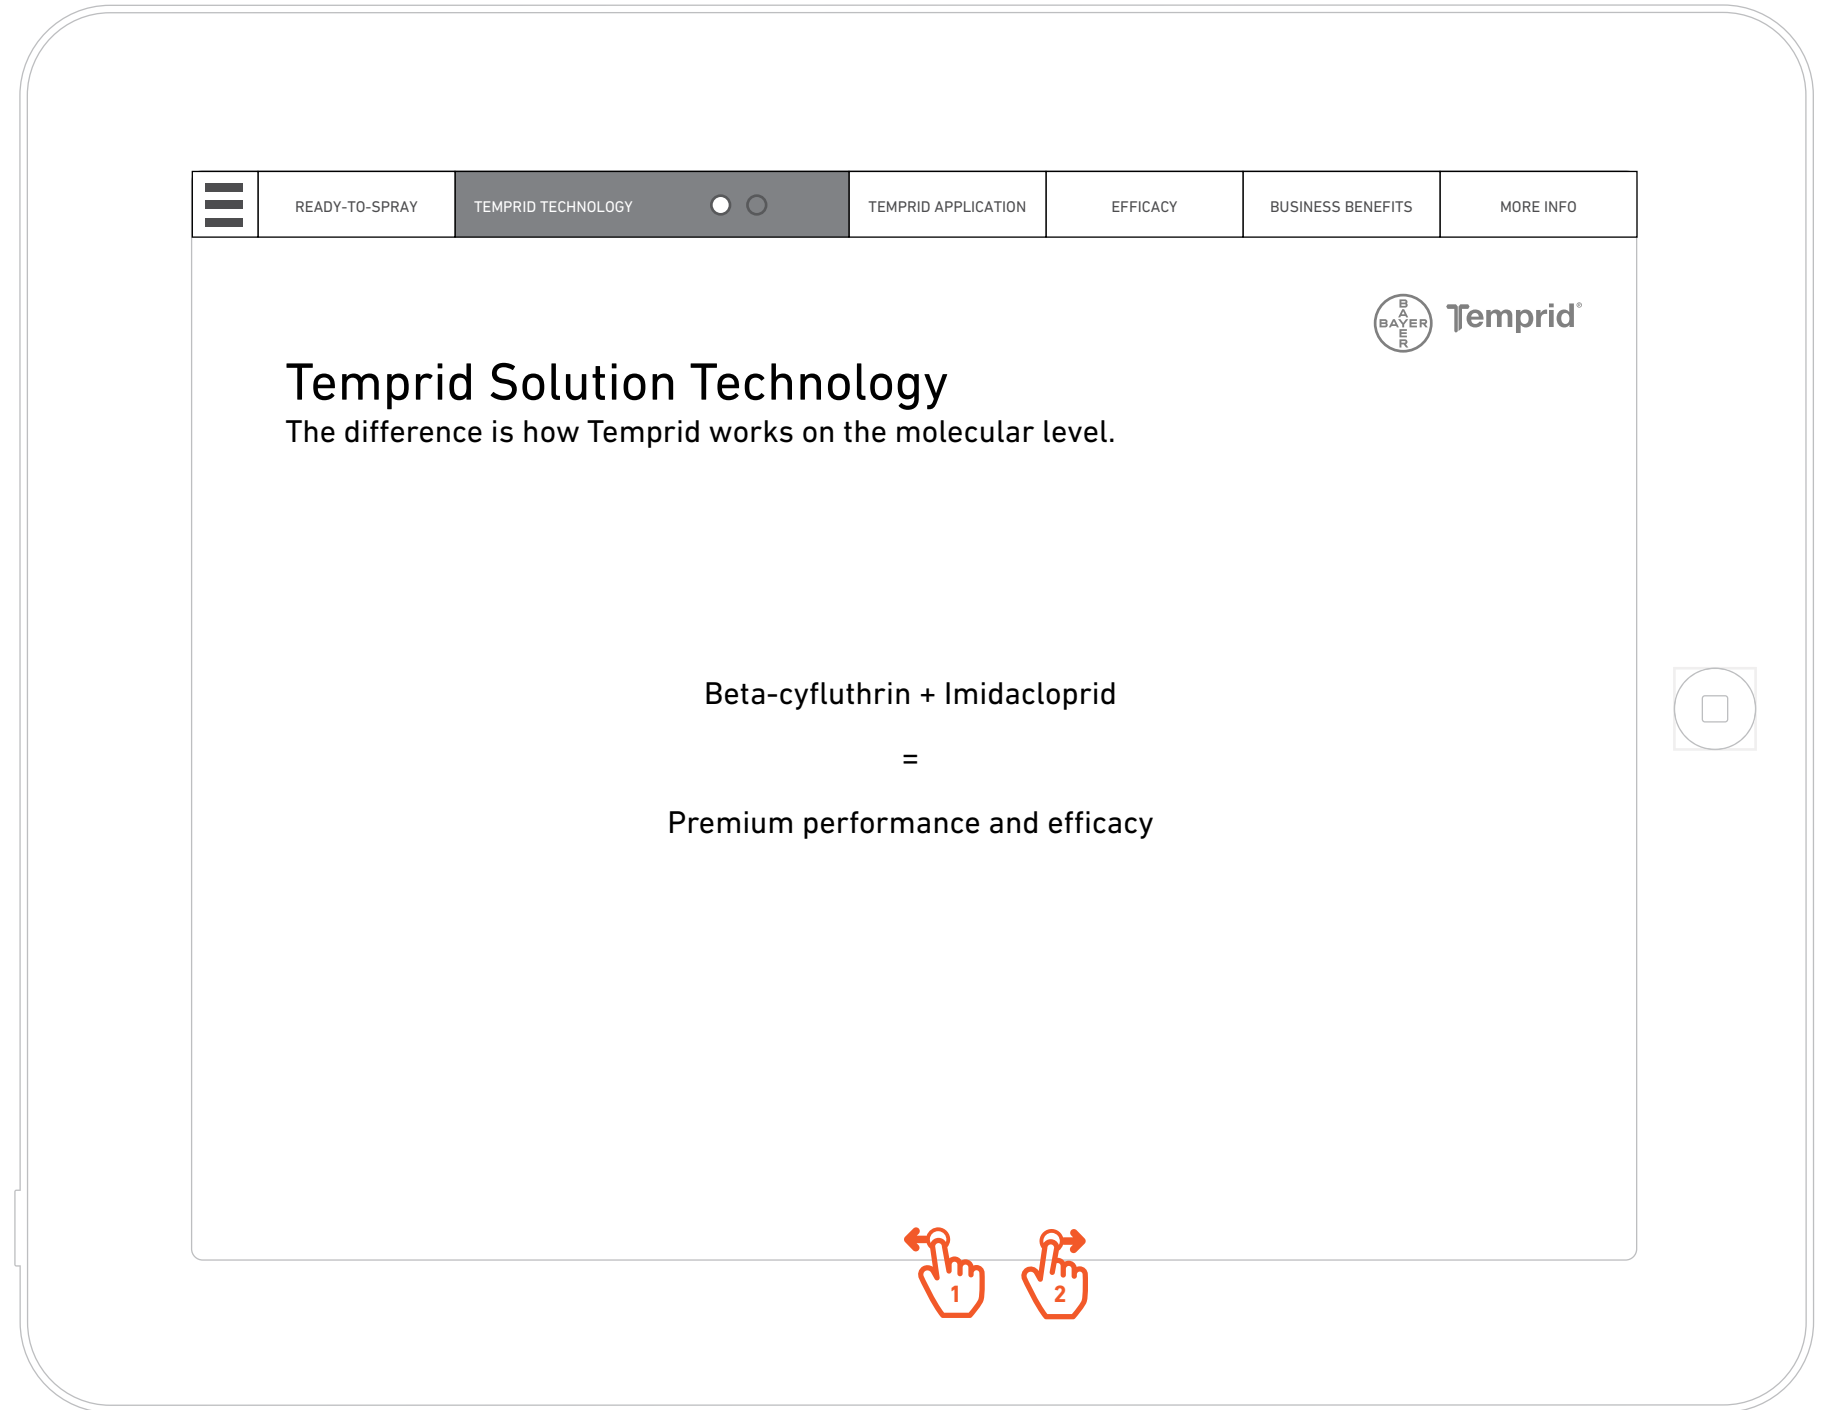 READY-TO-SPRAY
TEMPRID TECHNOLOGY
TEMPRID APPLICATION
EFFICACY
BUSINESS BENEFITS
MORE INFO
BAYER
BAYER
Temprid®
Temprid Solution Technology
The difference is how Temprid works on the molecular level.
Beta-cyfluthrin + Imidacloprid
=
Premium performance and efficacy
1
2